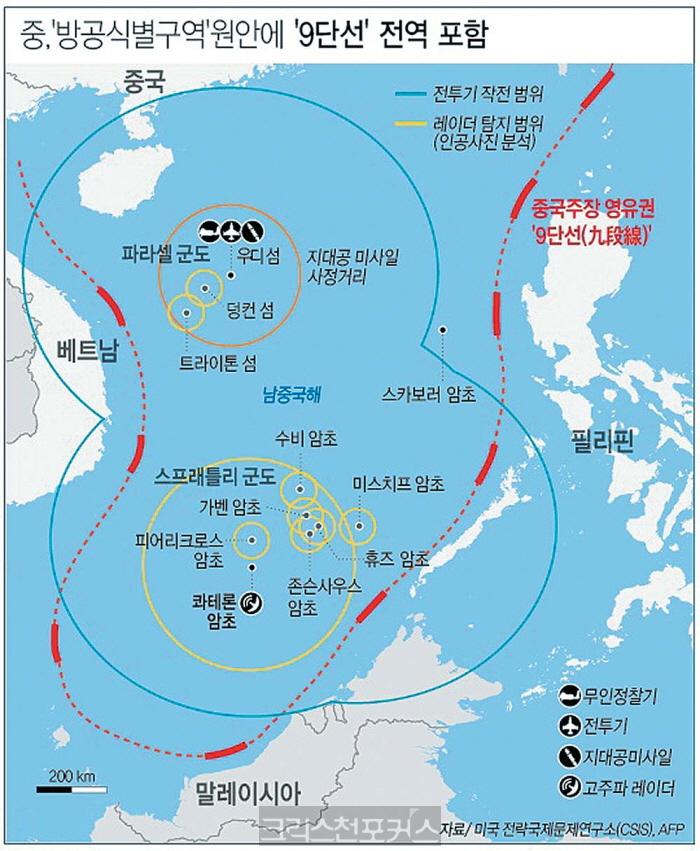 중,'방공식별구역'원안에 '9단선' 전역 포함
중국
전투기 작전 범위
레이더 탐지 범위
(인공사진 분석)
중국주장 영유권
'9단선(九段線)'
파라셀 군도
우디섬
지대공 미사일
사정거리
덩컨 섬
트라이톤 섬
베트남
남중국해
스카보러 암초
필리핀
수비 암초
스프래틀리 군도
미스치프 암초
가벤 암초
피어리크로스
암초
휴즈 암초
존슨사우스
암초
콰테론
암초
무인정찰기
전투기
지대공미사일
고주파 레이더
200 km
말레이시아
크리스천포커스
자료/ 미국 전략국제문제연구소(CSIS), AFP